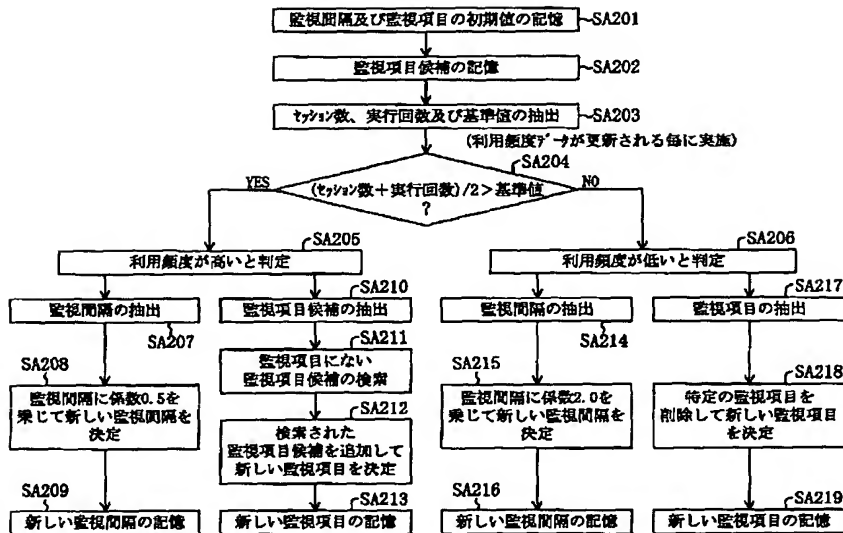 監視間隔及び監視項目の初期値の記憶
SA201
監視項目候補の記憶
SA202
セッション数、実行回数及び基準値の抽出
SA203
(利用頻度データが更新される毎に実施)
SA204
YES
(セッション数+実行回数)/2>基準値
?
NO
SA205
利用頻度が高いと判定
SA206
利用頻度が低いと判定
監視間隔の抽出
SA207
SA210
監視項目候補の抽出
監視間隔の抽出
SA214
SA217
監視項目の抽出
SA208
監視間隔に係数0.5を
乗じて新しい監視間隔を
決定
SA211
監視項目にない
監視項目候補の検索
SA212
検索された
監視項目候補を追加して
新しい監視項目を決定
SA215
監視間隔に係数2.0を
乗じて新しい監視間隔を
決定
SA218
特定の監視項目を
削除して新しい監視項目
を決定
SA209
新しい監視間隔の記憶
SA213
新しい監視項目の記憶
SA216
新しい監視間隔の記憶
SA219
新しい監視項目の記憶